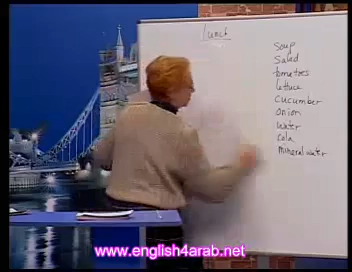 Lunch
Soup
Salad
tomatoes
lettuce
cucumber
onion
water
cola
mineral water
www.english4arab.net